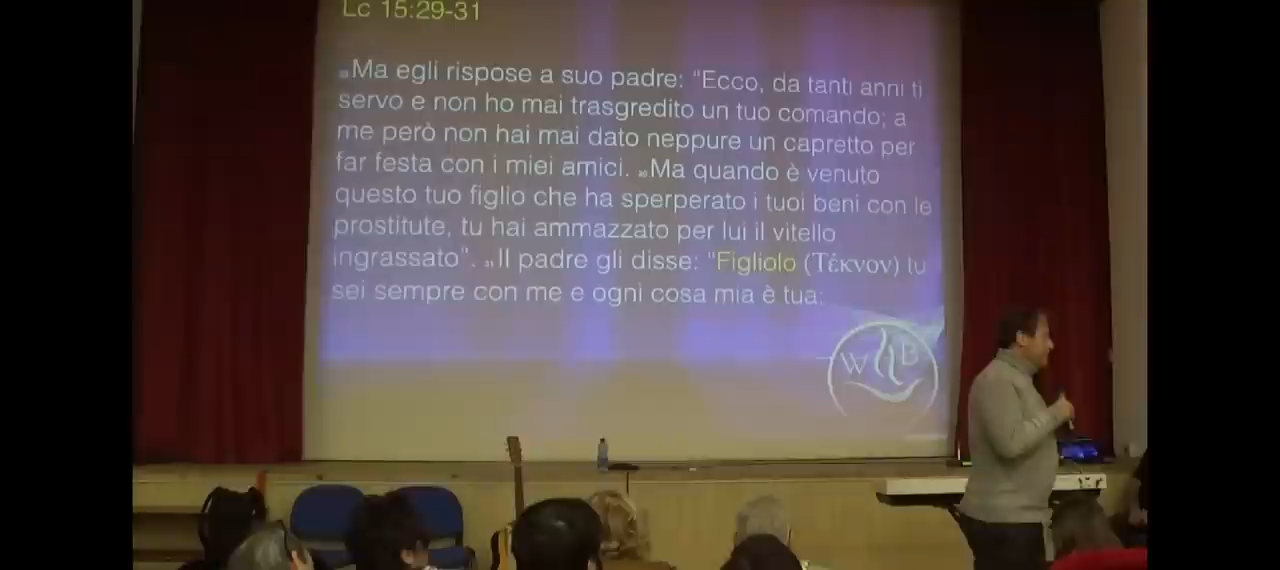 Lc 15:29-31
Ma egli rispose a suo padre: "Ecco, da tanti anni ti
servo e non ho mai trasgredito un tuo comando; a
me però non hai mai dato neppure un capretto per
far festa con i miei amici. Ma quando è venuto
questo tuo figlio che ha sperperato i tuoi beni con le
prostitute, tu hai ammazzato per lui il vitello
ingrassato". Il padre gli disse: "Figliolo (Τέκνον) tu
sei sempre con me e ogni cosa mia è tua;
W B